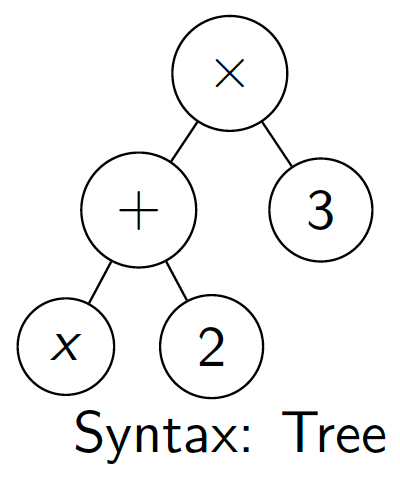 ×
+ 3
x 2
Syntax: Tree